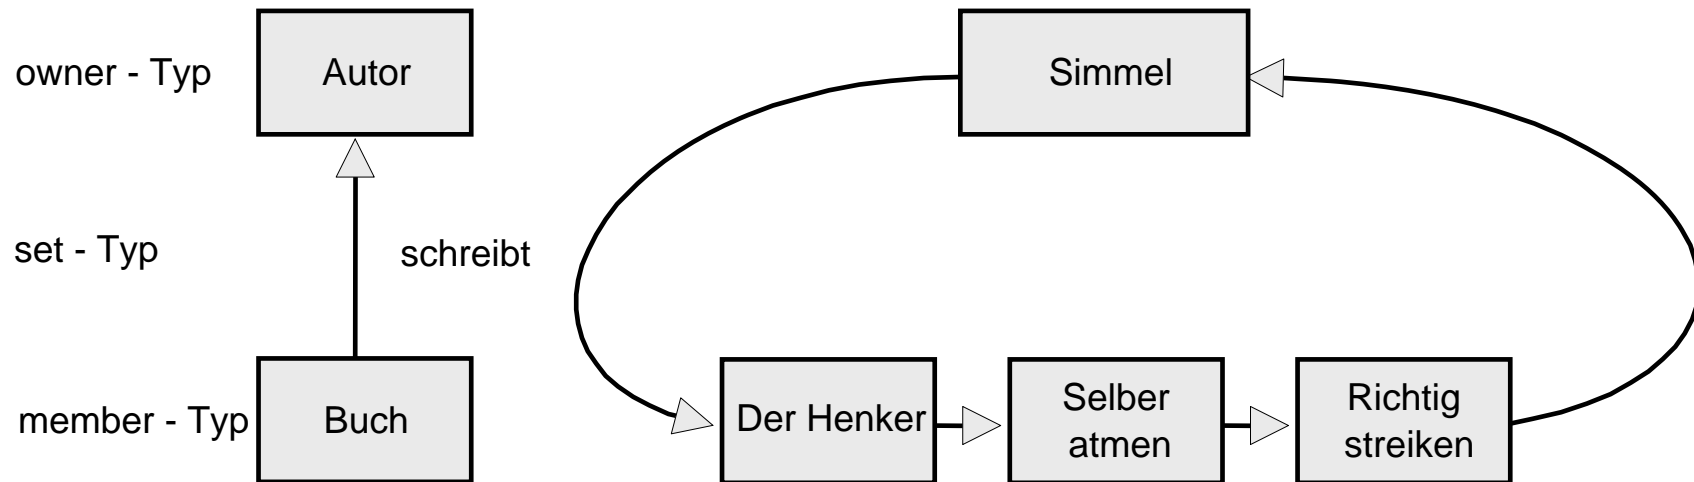 owner - Typ
Autor
Simmel
set - Typ
schreibt
member - Typ
Buch
Der Henker
Selber
atmen
Richtig
streiken